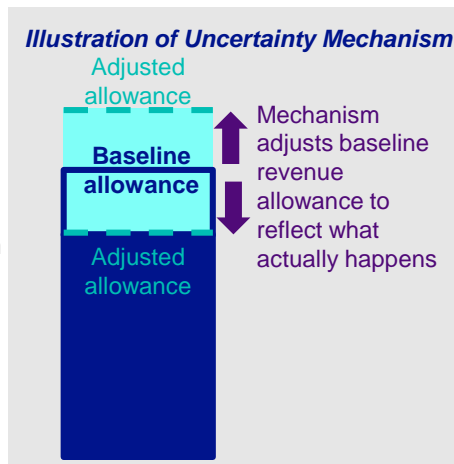 Illustration of Uncertainty Mechanism
Adjusted
allowance
Baseline
allowance
Adjusted
allowance
Mechanism
adjusts baseline
revenue
allowance to
reflect what
actually happens